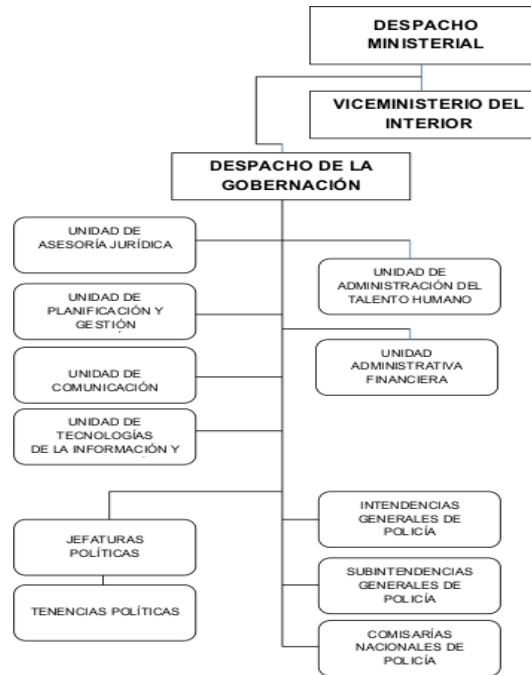 DESPACHO
MINISTERIAL
VICEMINISTERIO DEL
INTERIOR
DESPACHO DE LA
GOBERNACIÓN
UNIDAD DE
ASESORÍA JURÍDICA
UNIDAD DE
ADMINISTRACIÓN DEL
TALENTO HUMANO
UNIDAD DE
PLANIFICACIÓN Y
GESTIÓN
UNIDAD
ADMINISTRATIVA
FINANCIERA
UNIDAD DE
COMUNICACIÓN
UNIDAD DE
TECNOLOGÍAS
DE LA INFORMACIÓN Y
JEFATURAS
POLÍTICAS
TENENCIAS POLÍTICAS
INTENDENCIAS
GENERALES DE
POLICÍA
SUBINTENDENCIAS
GENERALES DE
POLICÍA
COMISARÍAS
NACIONALES DE
POLICÍA